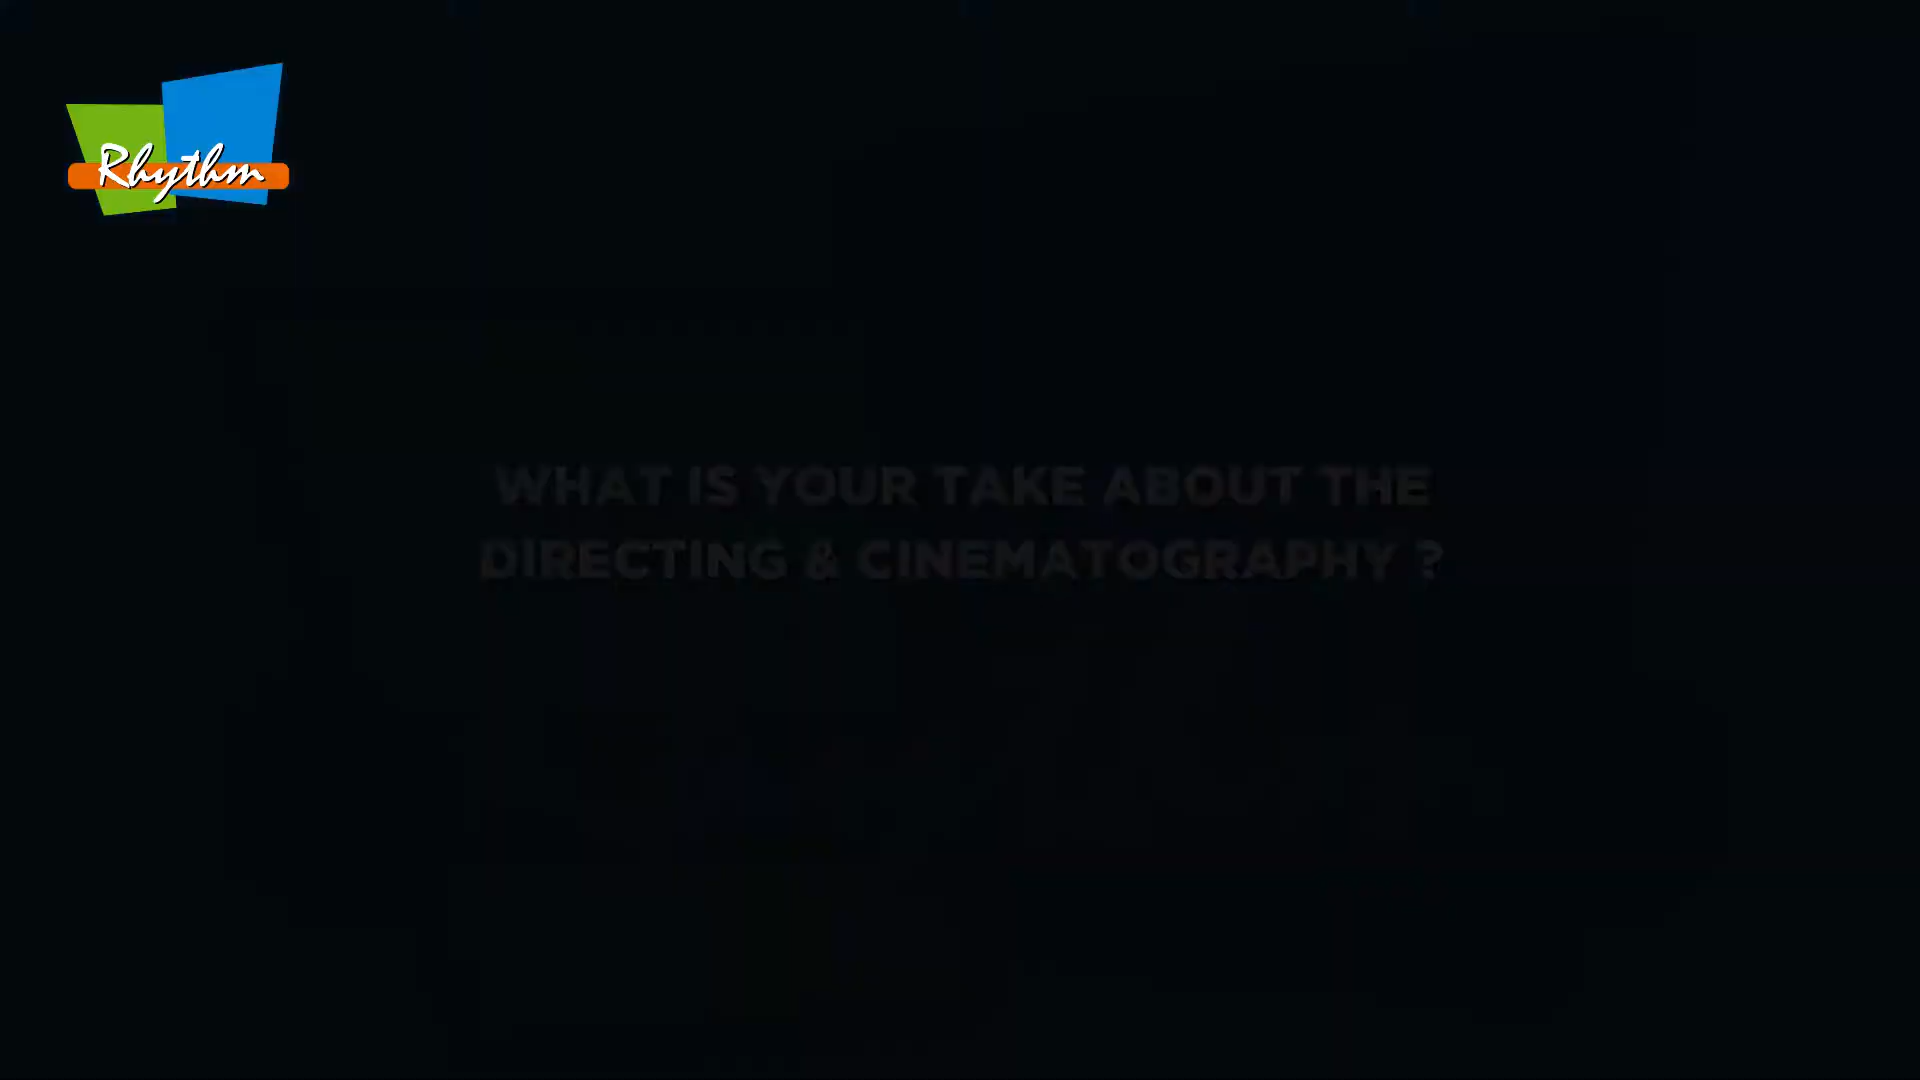 Rhythm
WHAT IS YOUR TAKE ABOUT THE
DIRECTING & CINEMATOGRAPHY ?